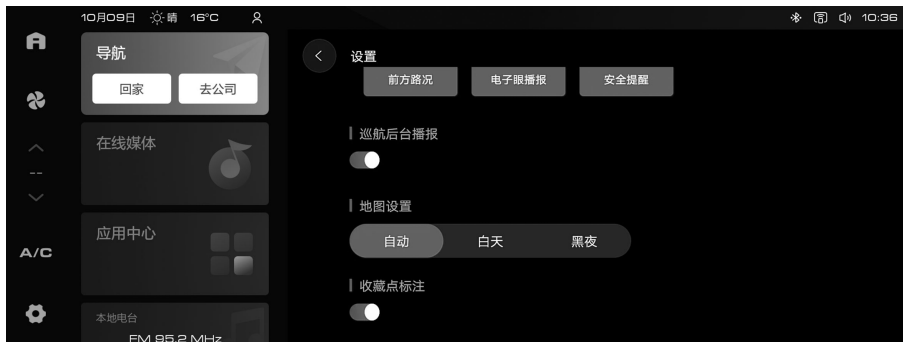 10月09日 晴 16°C
10:36
A/C
导航
回家 去公司
在线媒体
应用中心
本地电台
FM 95.2 MHz
设置
前方路况 电子眼播报 安全提醒
巡航后台播报
地图设置
自动 白天 黑夜
收藏点标注